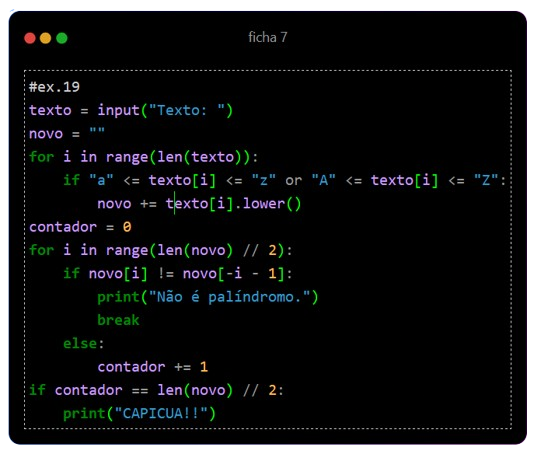 ficha 7
#ex.19
texto = input("Texto: ")
novo = ""
for i in range(len(texto)):
    if "a" <= texto[i] <= "z" or "A" <= texto[i] <= "Z":
        novo += texto[i].lower()
contador = 0
for i in range(len(novo) // 2):
    if novo[i] != novo[-i - 1]:
        print("Não é palíndromo.")
        break
    else:
        contador += 1
if contador == len(novo) // 2:
    print("CAPICUA!!")